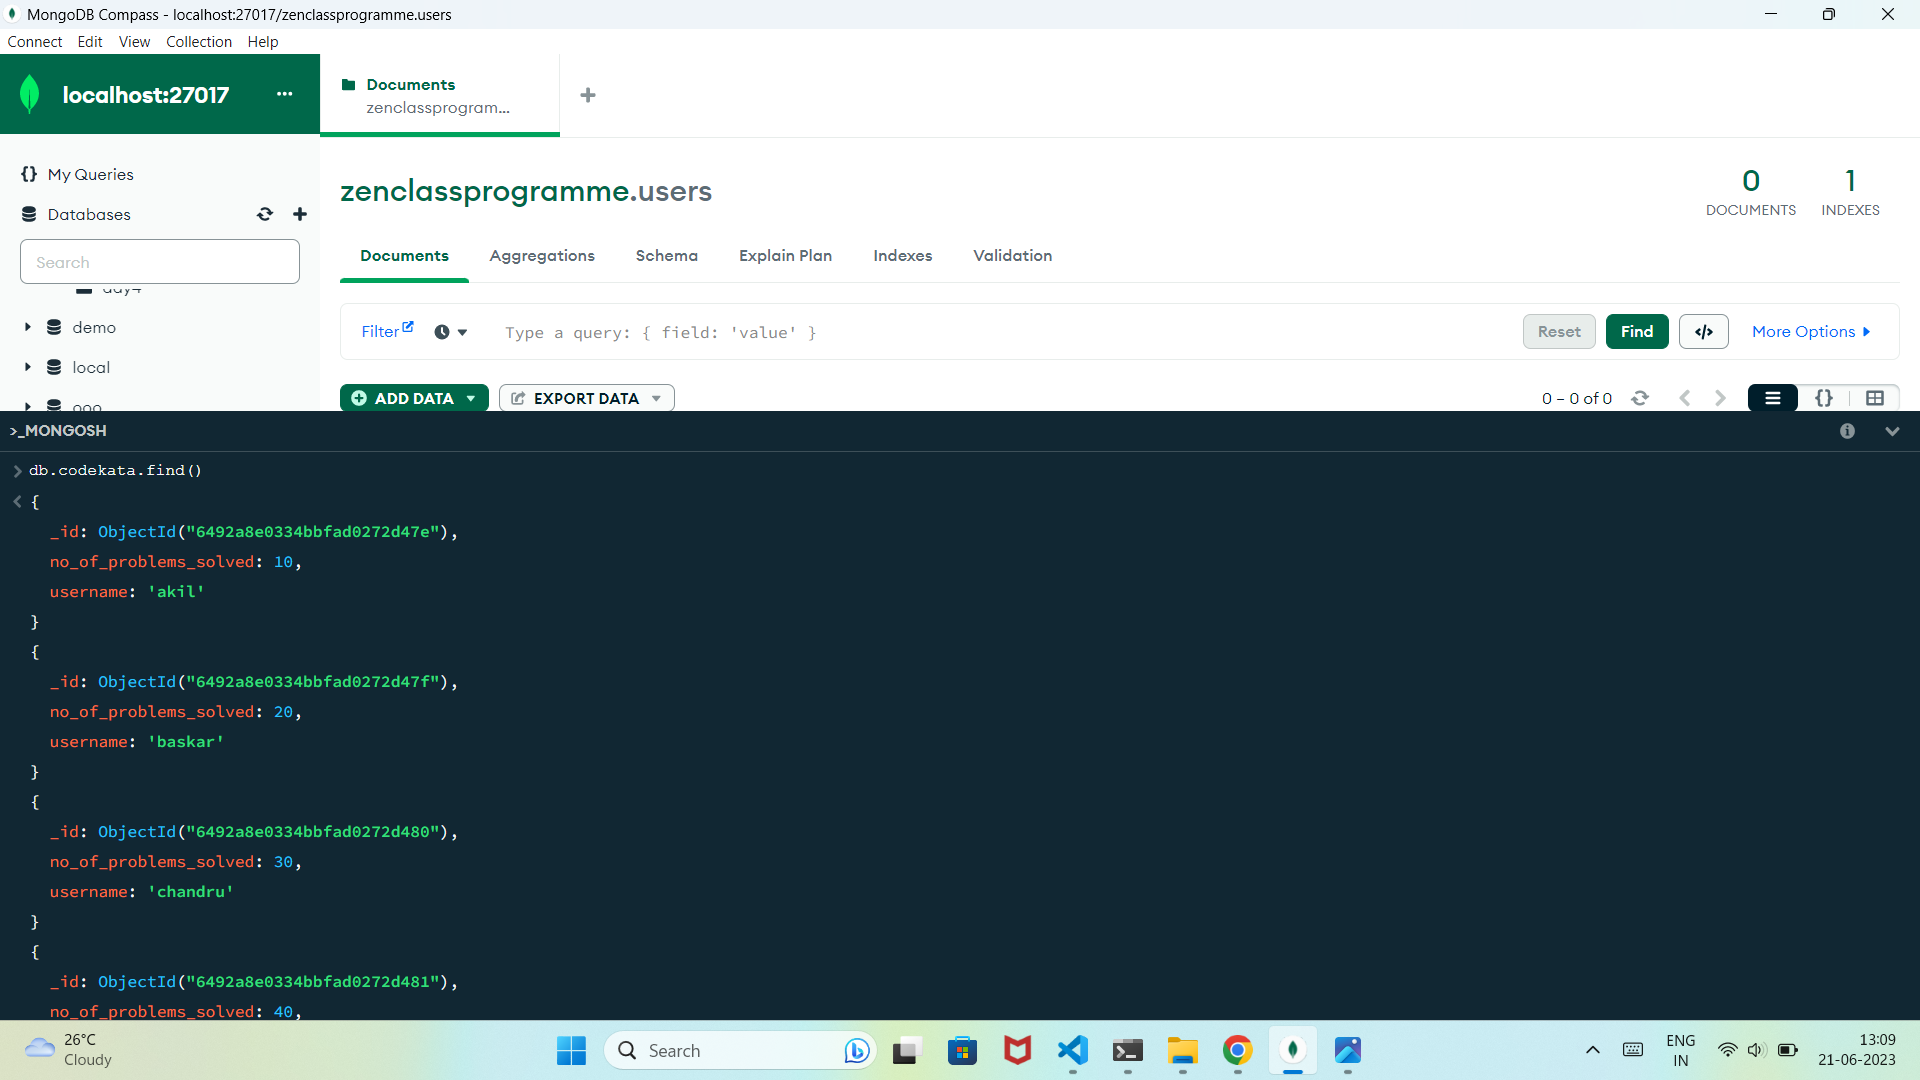 MongoDB Compass - localhost:27017/zenclassprogramme.users
Connect Edit View Collection Help
localhost:27017 ...
Documents
zenclassprogram...
My Queries
Databases
Search
demo
local
zenclassprogramme.users
0
DOCUMENTS
1
INDEXES
Documents Aggregations Schema Explain Plan Indexes Validation
Filter
Type a query: { field: 'value' }
Reset
Find
</>
More Options
ADD DATA
EXPORT DATA
0 – 0 of 0
{}
>_MONGOSH
> db.codekata.find()
< {
_id: ObjectId("6492a8e0334bbfad0272d47e"),
no_of_problems_solved: 10,
username: 'akil'
}
{
_id: ObjectId("6492a8e0334bbfad0272d47f"),
no_of_problems_solved: 20,
username: 'baskar'
}
{
_id: ObjectId("6492a8e0334bbfad0272d480"),
no_of_problems_solved: 30,
username: 'chandru'
}
{
_id: ObjectId("6492a8e0334bbfad0272d481"),
no_of_problems_solved: 40,
26°C
Cloudy
Search
ENG
IN
13:09
21-06-2023